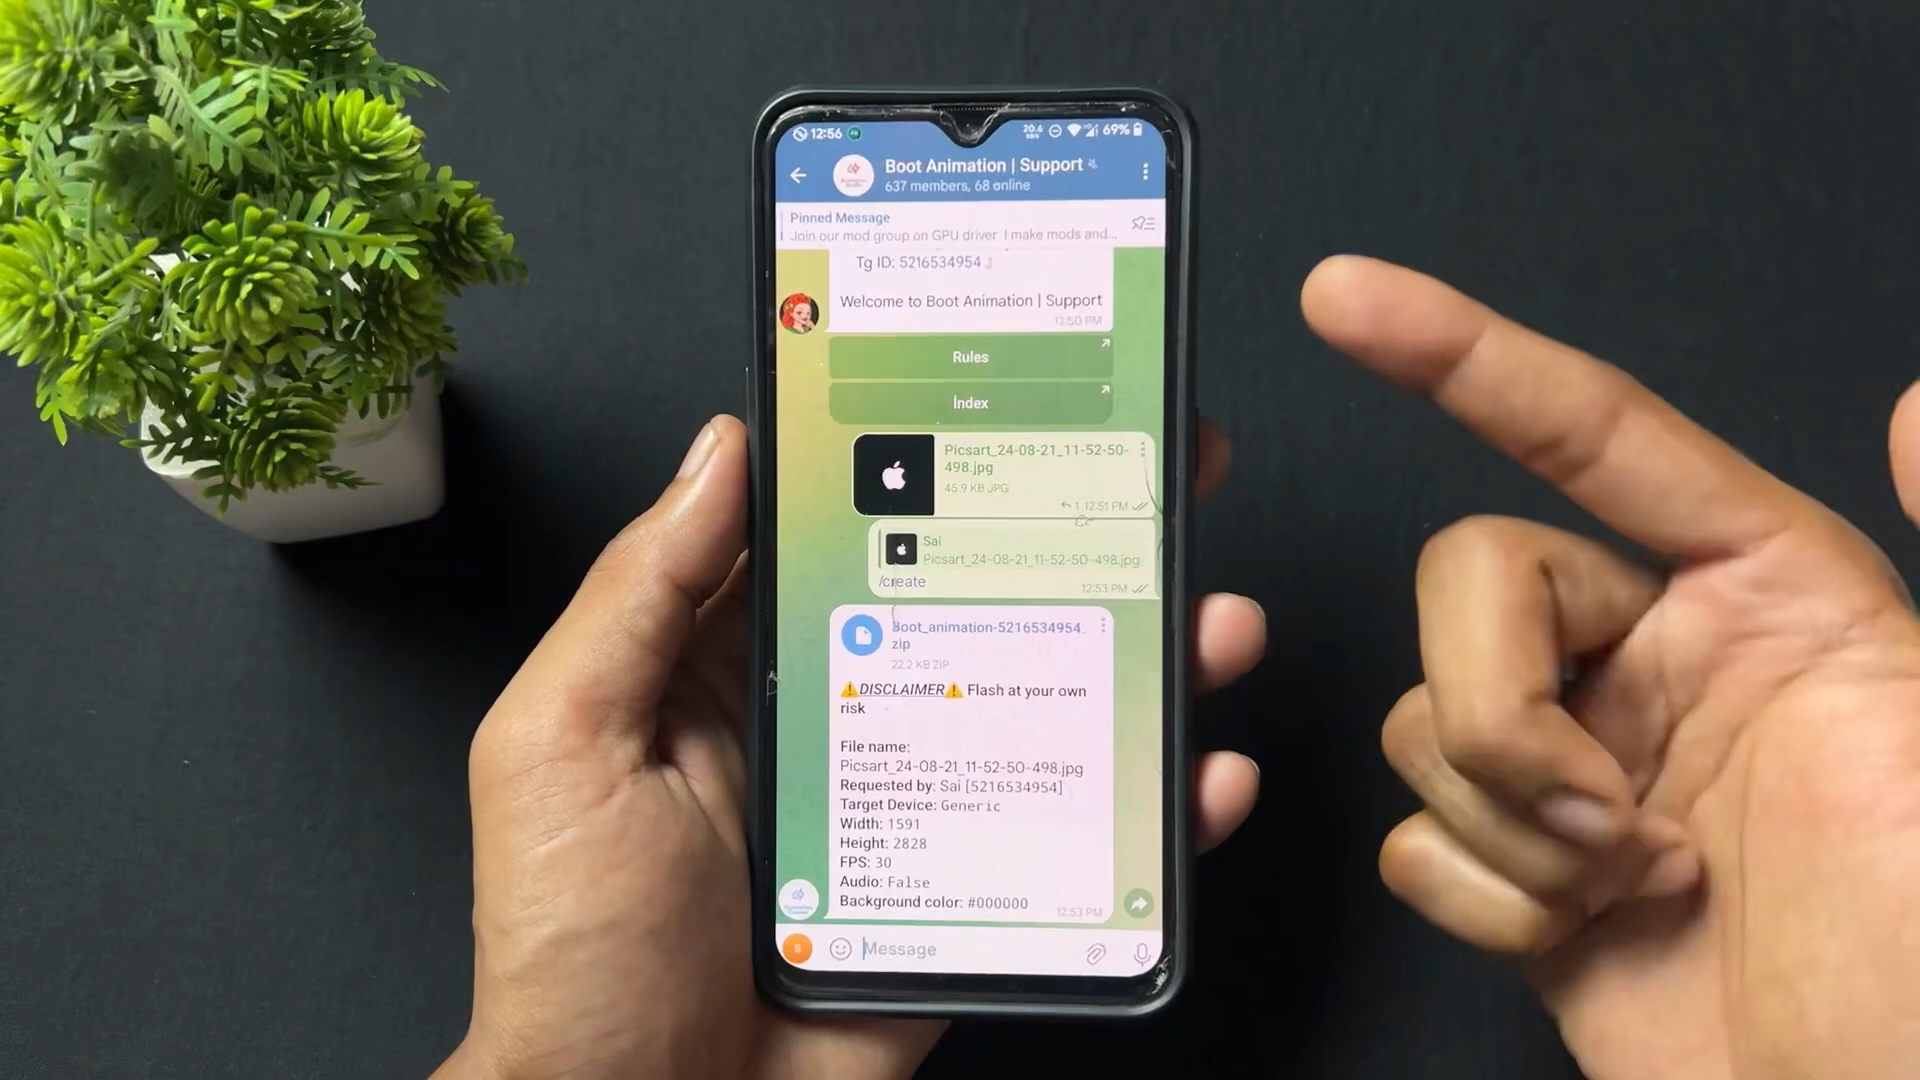 12:56
20.6
69%
Boot Animation | Support
637 members, 68 online
Pinned Message
Join our mod group on GPU driver I make mods and...
Tg ID: 5216534954
Welcome to Boot Animation | Support
12:50 PM
Rules
Index
Picsart_24-08-21_11-52-50-
498.jpg
45.9 KB JPG
1 12:51 PM
Sai
Picsart_24-08-21_11-52-50-498.jpg
/create
12:53 PM
Boot_animation-5216534954.
zip
22.2 KB ZIP
⚠️DISCLAIMER⚠️ Flash at your own
risk
File name:
Picsart_24-08-21_11-52-50-498.jpg
Requested by: Sai [5216534954]
Target Device: Generic
Width: 1591
Height: 2828
FPS: 30
Audio: False
Background color: #000000
12:53 PM
S
Message